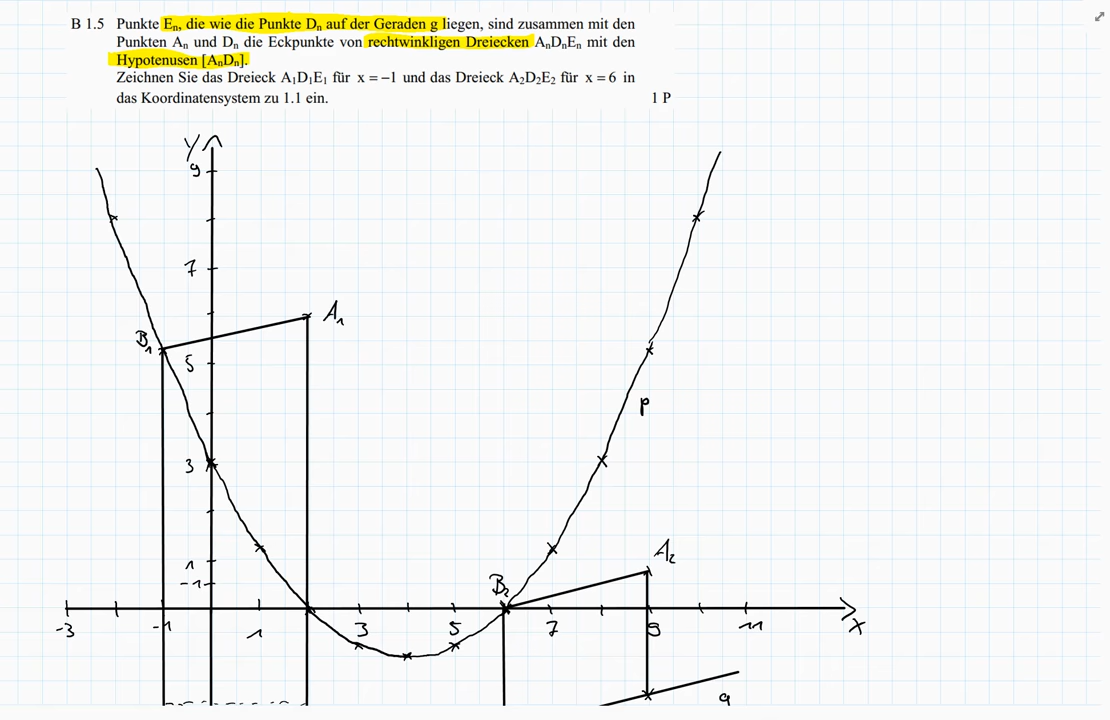 B 1.5 Punkte Eₙ, die wie die Punkte Dₙ auf der Geraden g liegen, sind zusammen mit den
Punkten Aₙ und Dₙ die Eckpunkte von rechtwinkligen Dreiecken AₙDₙEₙ mit den
Hypotenusen [AₙDₙ].
Zeichnen Sie das Dreieck A₁D₁E₁ für x = −1 und das Dreieck A₂D₂E₂ für x = 6 in
das Koordinatensystem zu 1.1 ein. 1 P
y
9
7
A₁
B₁
5
p
3
A₂
1
B₂
-1
-3 -1 1 3 5 7 9 11 x
g